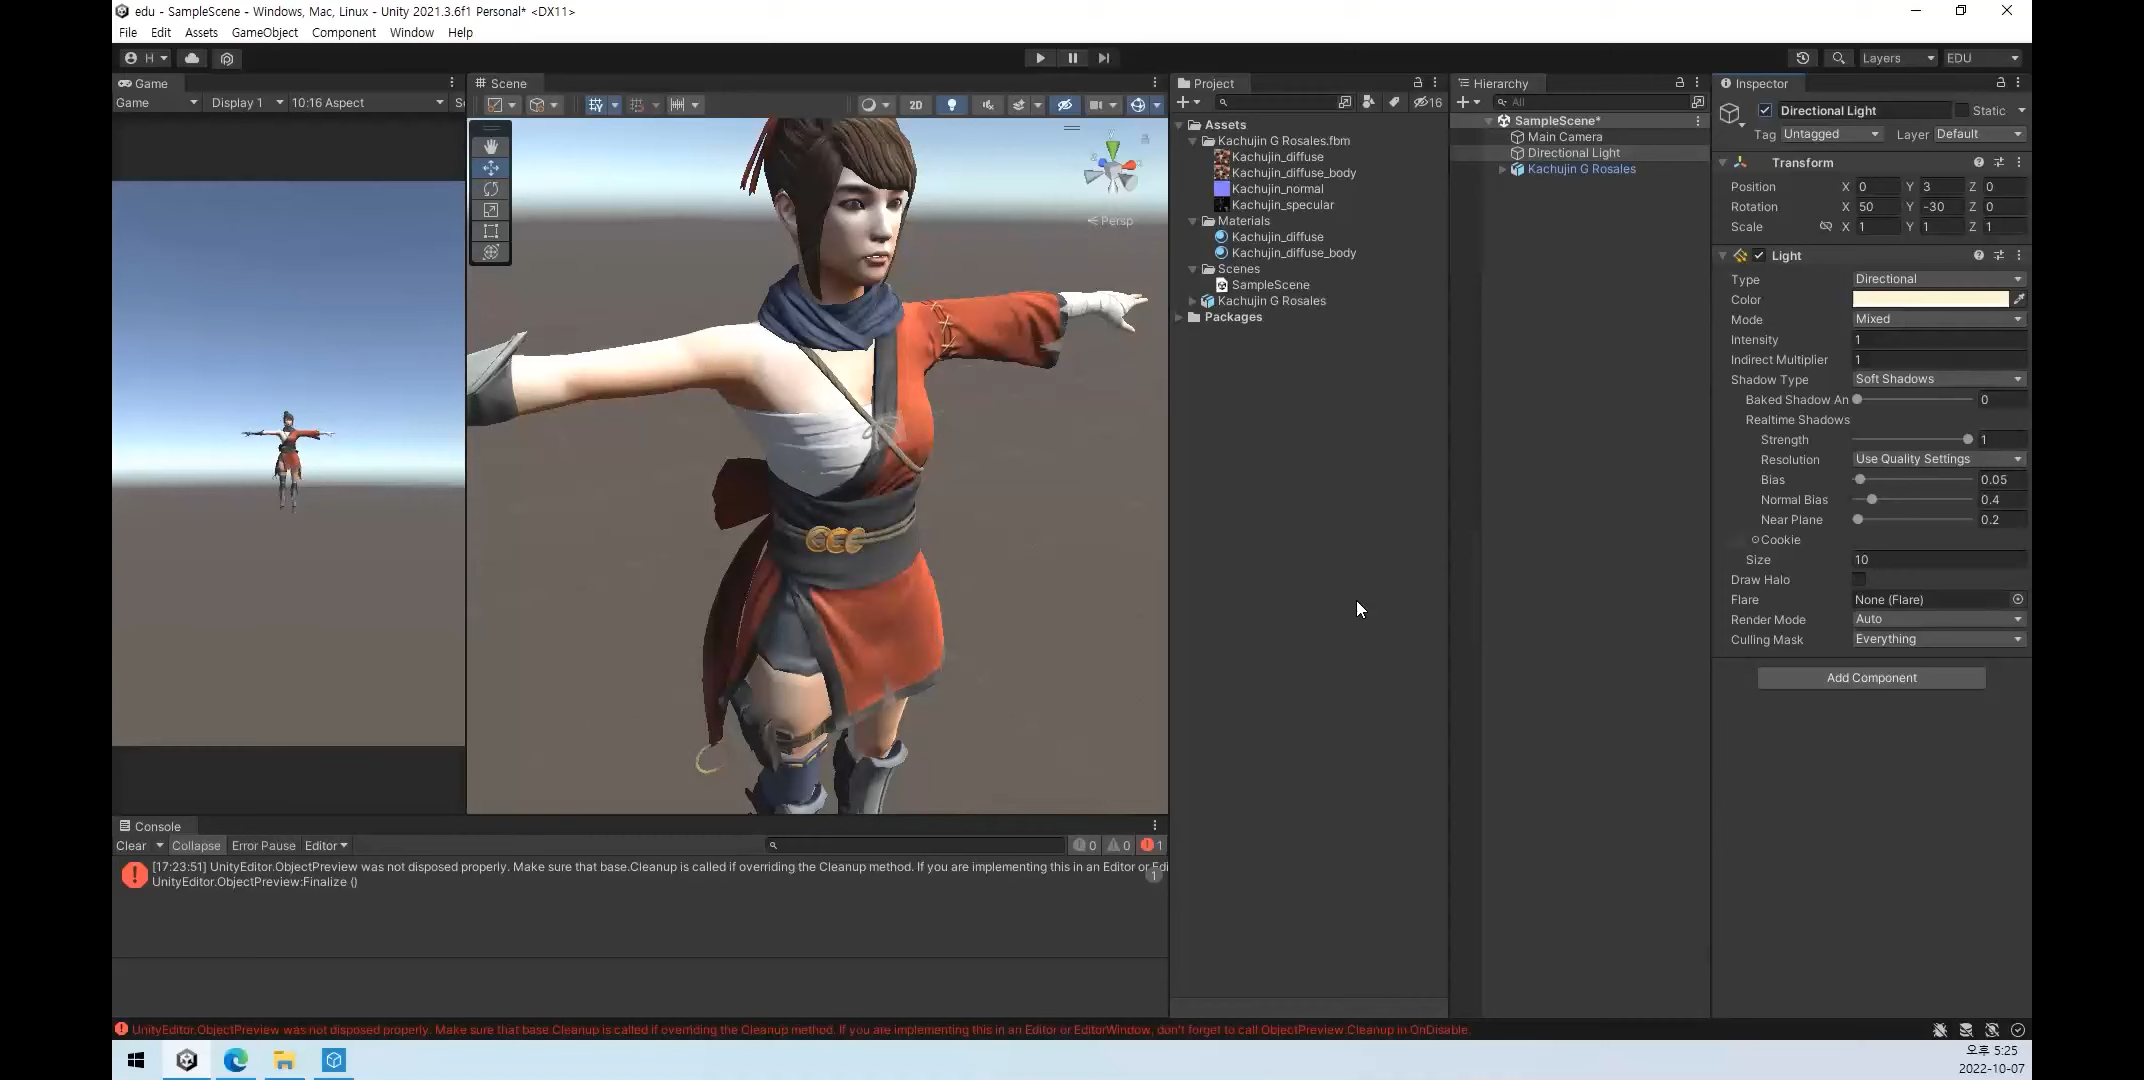 edu - SampleScene - Windows, Mac, Linux - Unity 2021.3.6f1 Personal* <DX11>
File Edit Assets GameObject Component Window Help
H Layers EDU
Game
Game Display 1 10:16 Aspect Sc
Scene
2D
Persp
Project
16
Assets
Kachujin G Rosales.fbm
Kachujin_diffuse
Kachujin_diffuse_body
Kachujin_normal
Kachujin_specular
Materials
Kachujin_diffuse
Kachujin_diffuse_body
Scenes
SampleScene
Kachujin G Rosales
Packages
Hierarchy
All
SampleScene*
Main Camera
Directional Light
Kachujin G Rosales
Inspector
Directional Light Static
Tag Untagged Layer Default
Transform
Position X 0 Y 3 Z 0
Rotation X 50 Y -30 Z 0
Scale X 1 Y 1 Z 1
Light
Type Directional
Color
Mode Mixed
Intensity 1
Indirect Multiplier 1
Shadow Type Soft Shadows
Baked Shadow An 0
Realtime Shadows
Strength 1
Resolution Use Quality Settings
Bias 0.05
Normal Bias 0.4
Near Plane 0.2
Cookie
Size 10
Draw Halo
Flare None (Flare)
Render Mode Auto
Culling Mask Everything
Add Component
Console
Clear Collapse Error Pause Editor 0 0 1
[17:23:51] UnityEditor.ObjectPreview was not disposed properly. Make sure that base.Cleanup is called if overriding the Cleanup method. If you are implementing this in an Editor or Edi
UnityEditor.ObjectPreview:Finalize ()
1
UnityEditor.ObjectPreview was not disposed properly. Make sure that base.Cleanup is called if overriding the Cleanup method. If you are implementing this in an Editor or EditorWindow, don't forget to call ObjectPreview.Cleanup in OnDisable.
오후 5:25
2022-10-07